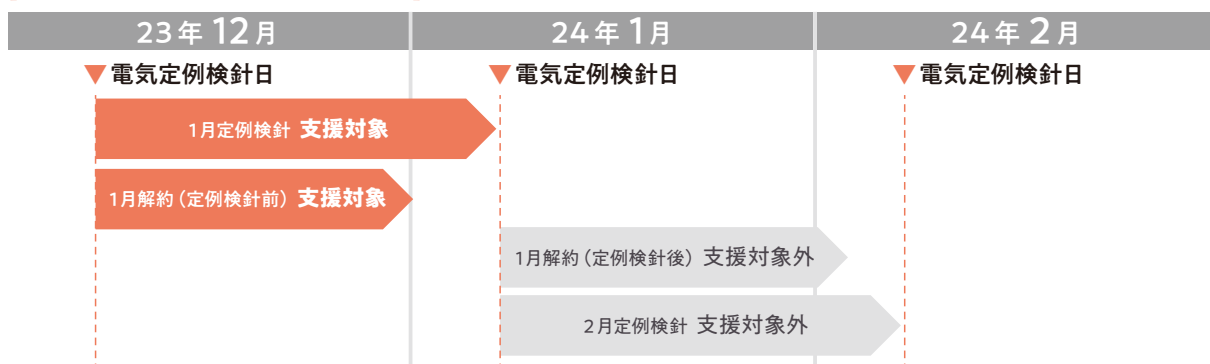 23年12月
24年1月
24年2月
電気定例検針日
電気定例検針日
電気定例検針日
1月定例検針 支援対象
1月解約(定例検針前) 支援対象
1月解約(定例検針後) 支援対象外
2月定例検針 支援対象外